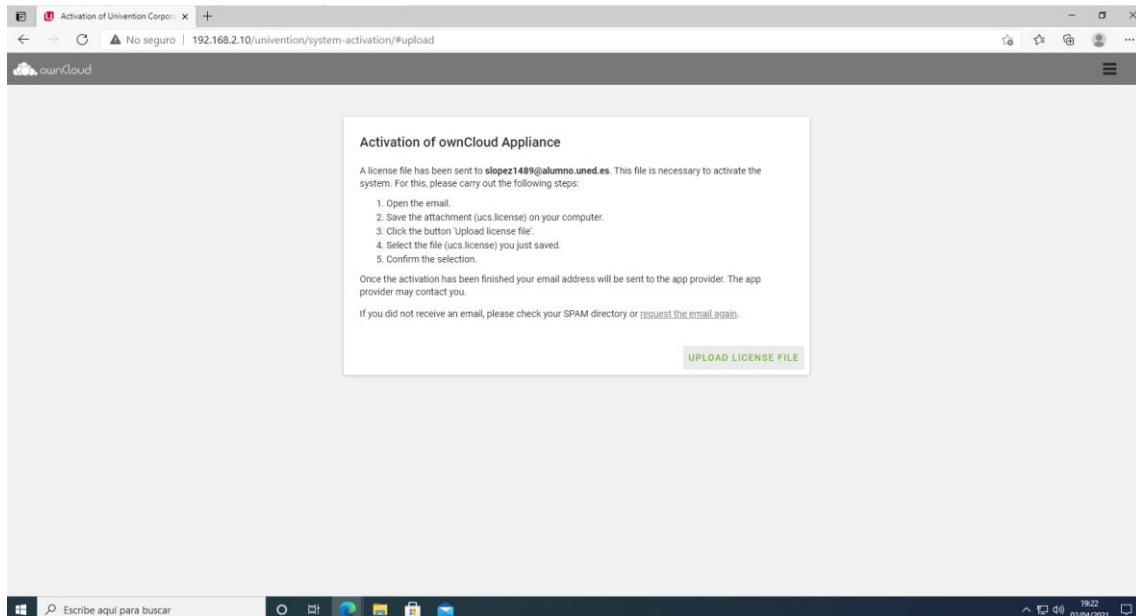 Activation of Univention Corpor
No seguro | 192.168.2.10/univention/system-activation/#upload
ownCloud
Activation of ownCloud Appliance
A license file has been sent to slopez1489@alumno.uned.es. This file is necessary to activate the
system. For this, please carry out the following steps:
1. Open the email.
2. Save the attachment (ucs.license) on your computer.
3. Click the button 'Upload license file'.
4. Select the file (ucs.license) you just saved.
5. Confirm the selection.
Once the activation has been finished your email address will be sent to the app provider. The app
provider may contact you.
If you did not receive an email, please check your SPAM directory or request the email again.
UPLOAD LICENSE FILE
Escribe aquí para buscar
19:22